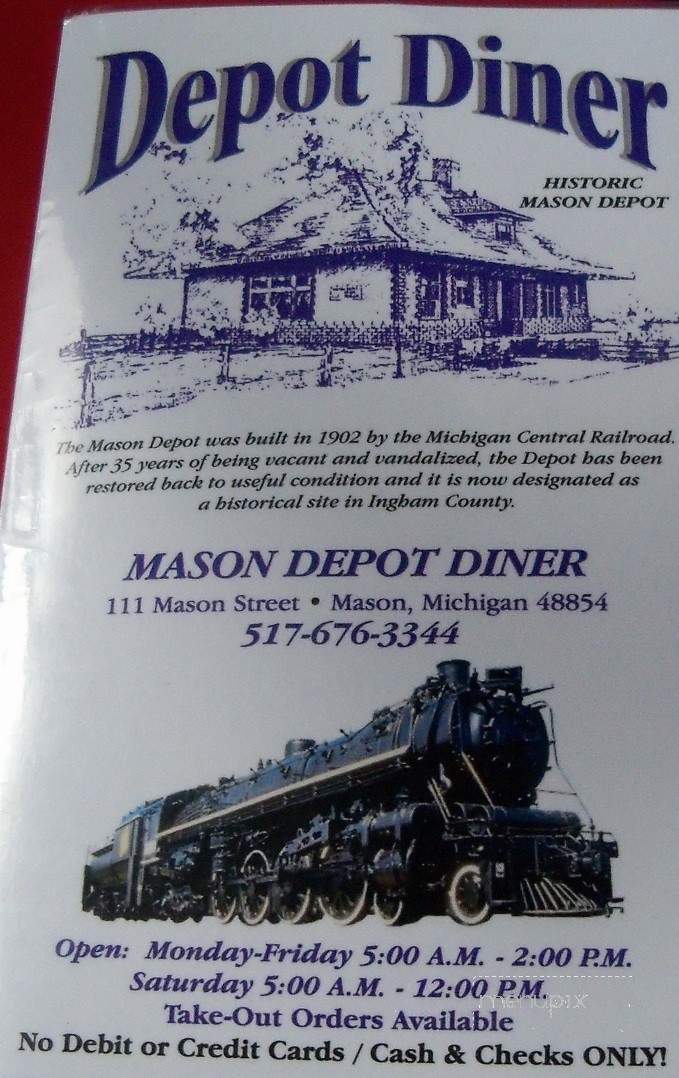 Depot Diner
HISTORIC
MASON DEPOT
The Mason Depot was built in 1902 by the Michigan Central Railroad.
After 35 years of being vacant and vandalized, the Depot has been
restored back to useful condition and it is now designated as
a historical site in Ingham County.
MASON DEPOT DINER
111 Mason Street • Mason, Michigan 48854
517-676-3344
Open: Monday-Friday 5:00 A.M. - 2:00 P.M.
Saturday 5:00 A.M. - 12:00 P.M.
menupix
Take-Out Orders Available
No Debit or Credit Cards / Cash & Checks ONLY!